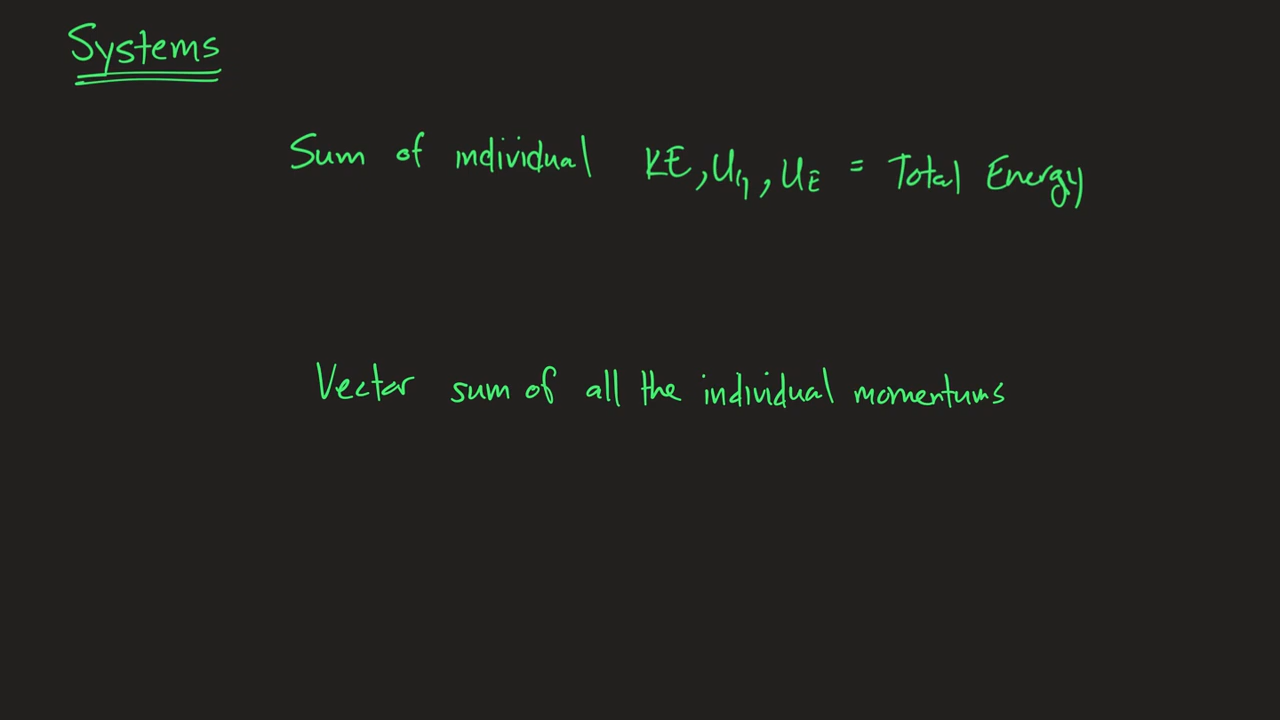 Systems
Sum of individual KE, UG, UE = Total Energy
Vector sum of all the individual momentums